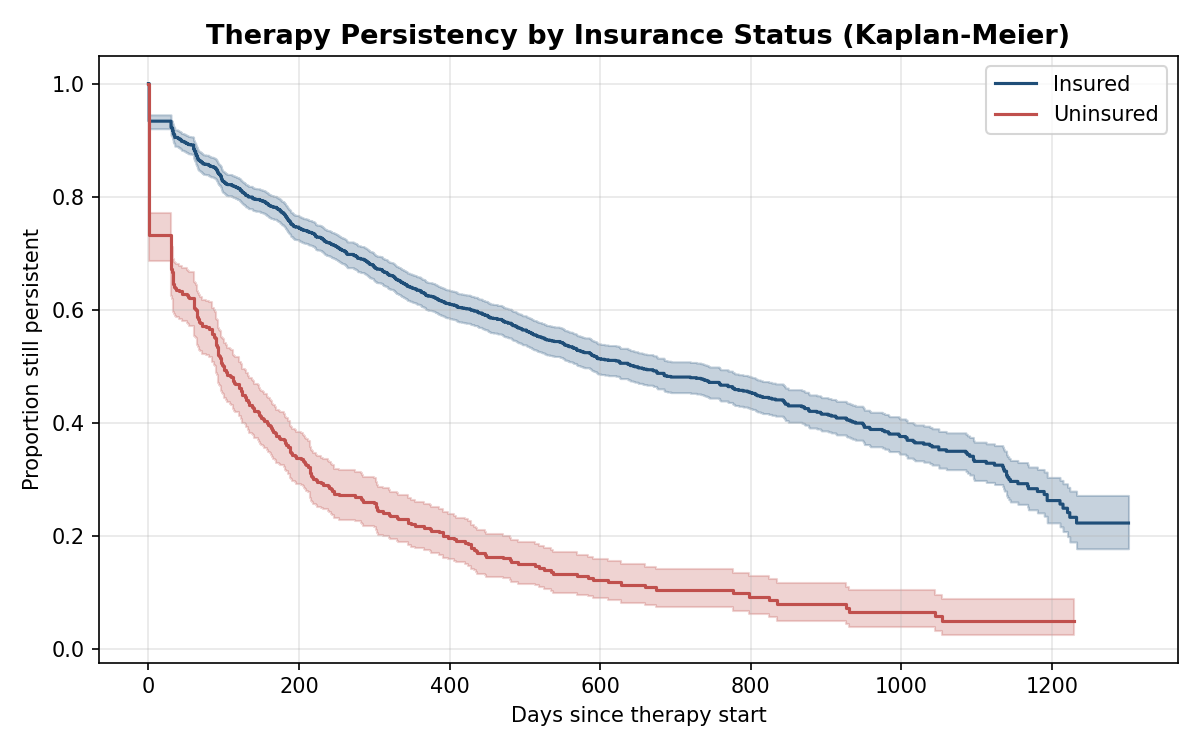 Therapy Persistency by Insurance Status (Kaplan-Meier)
Insured
Uninsured
Proportion still persistent
1.0
0.8
0.6
0.4
0.2
0.0
0 200 400 600 800 1000 1200
Days since therapy start